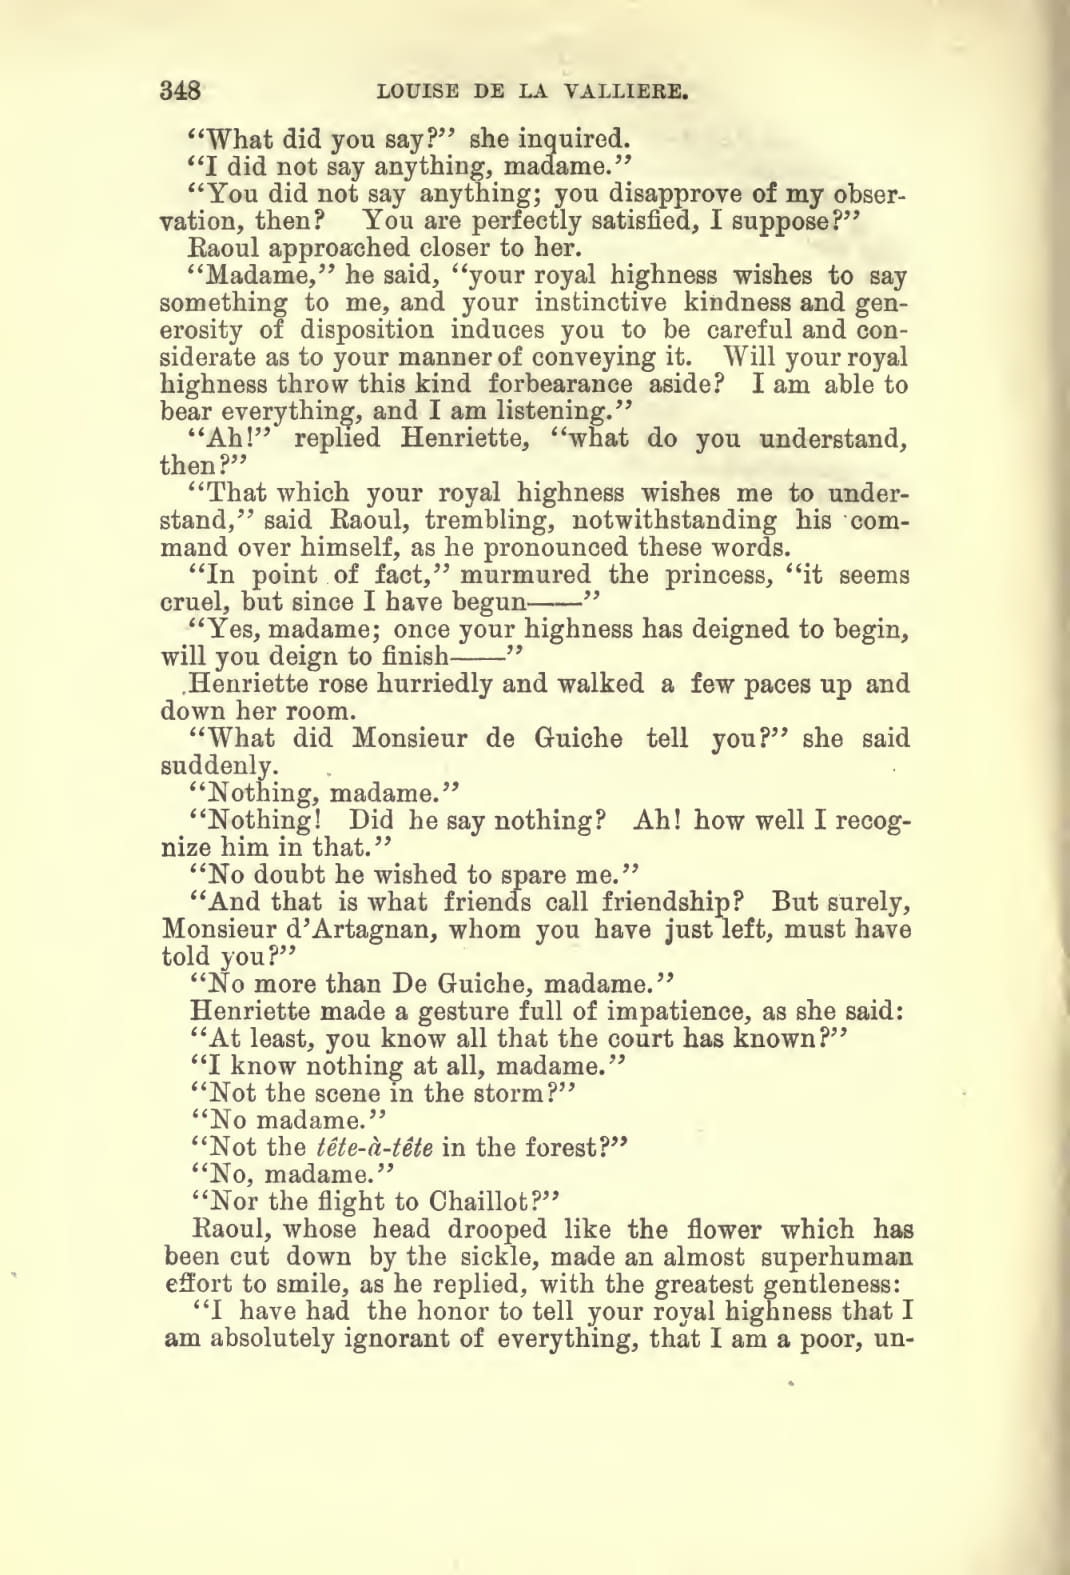 348 LOUISE DE LA VALLIERE.
“What did you say?” she inquired.
“I did not say anything, madame.”
“You did not say anything; you disapprove of my obser-
vation, then? You are perfectly satisfied, I suppose?”
Raoul approached closer to her.
“Madame,” he said, “your royal highness wishes to say
something to me, and your instinctive kindness and gen-
erosity of disposition induces you to be careful and con-
siderate as to your manner of conveying it. Will your royal
highness throw this kind forbearance aside? I am able to
bear everything, and I am listening.”
“Ah!” replied Henriette, “what do you understand,
then?”
“That which your royal highness wishes me to under-
stand,” said Raoul, trembling, notwithstanding his com-
mand over himself, as he pronounced these words.
“In point of fact,” murmured the princess, “it seems
cruel, but since I have begun——”
“Yes, madame; once your highness has deigned to begin,
will you deign to finish——”
Henriette rose hurriedly and walked a few paces up and
down her room.
“What did Monsieur de Guiche tell you?” she said
suddenly.
“Nothing, madame.”
“Nothing! Did he say nothing? Ah! how well I recog-
nize him in that.”
“No doubt he wished to spare me.”
“And that is what friends call friendship? But surely,
Monsieur d’Artagnan, whom you have just left, must have
told you?”
“No more than De Guiche, madame.”
Henriette made a gesture full of impatience, as she said:
“At least, you know all that the court has known?”
“I know nothing at all, madame.”
“Not the scene in the storm?”
“No madame.”
“Not the tête-à-tête in the forest?”
“No, madame.”
“Nor the flight to Chaillot?”
Raoul, whose head drooped like the flower which has
been cut down by the sickle, made an almost superhuman
effort to smile, as he replied, with the greatest gentleness:
“I have had the honor to tell your royal highness that I
am absolutely ignorant of everything, that I am a poor, un-